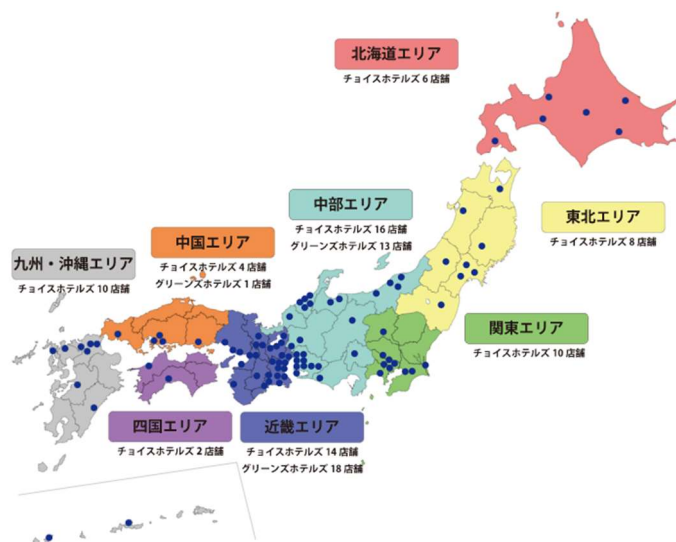 北海道エリア
チョイスホテルズ 6 店舗
中部エリア
チョイスホテルズ 16 店舗
グリーンズホテルズ 13 店舗
東北エリア
チョイスホテルズ 8 店舗
中国エリア
チョイスホテルズ 4 店舗
グリーンズホテルズ 1 店舗
九州・沖縄エリア
チョイスホテルズ 10 店舗
関東エリア
チョイスホテルズ 10 店舗
四国エリア
チョイスホテルズ 2 店舗
近畿エリア
チョイスホテルズ 14 店舗
グリーンズホテルズ 18 店舗